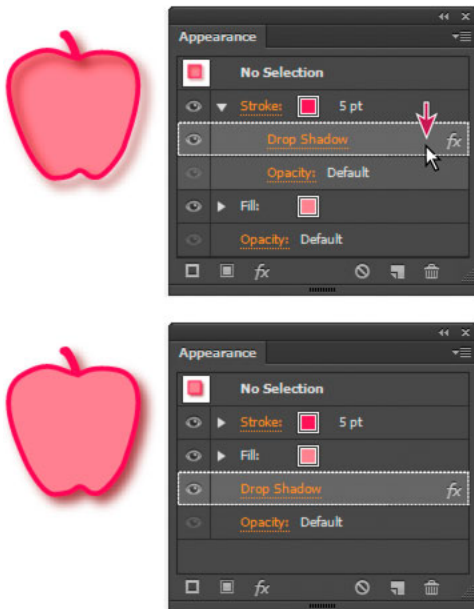 Appearance
No Selection
Stroke: 5 pt
Drop Shadow fx
Opacity: Default
Fill:
Opacity: Default
fx
Appearance
No Selection
Stroke: 5 pt
Fill:
Drop Shadow fx
Opacity: Default
fx